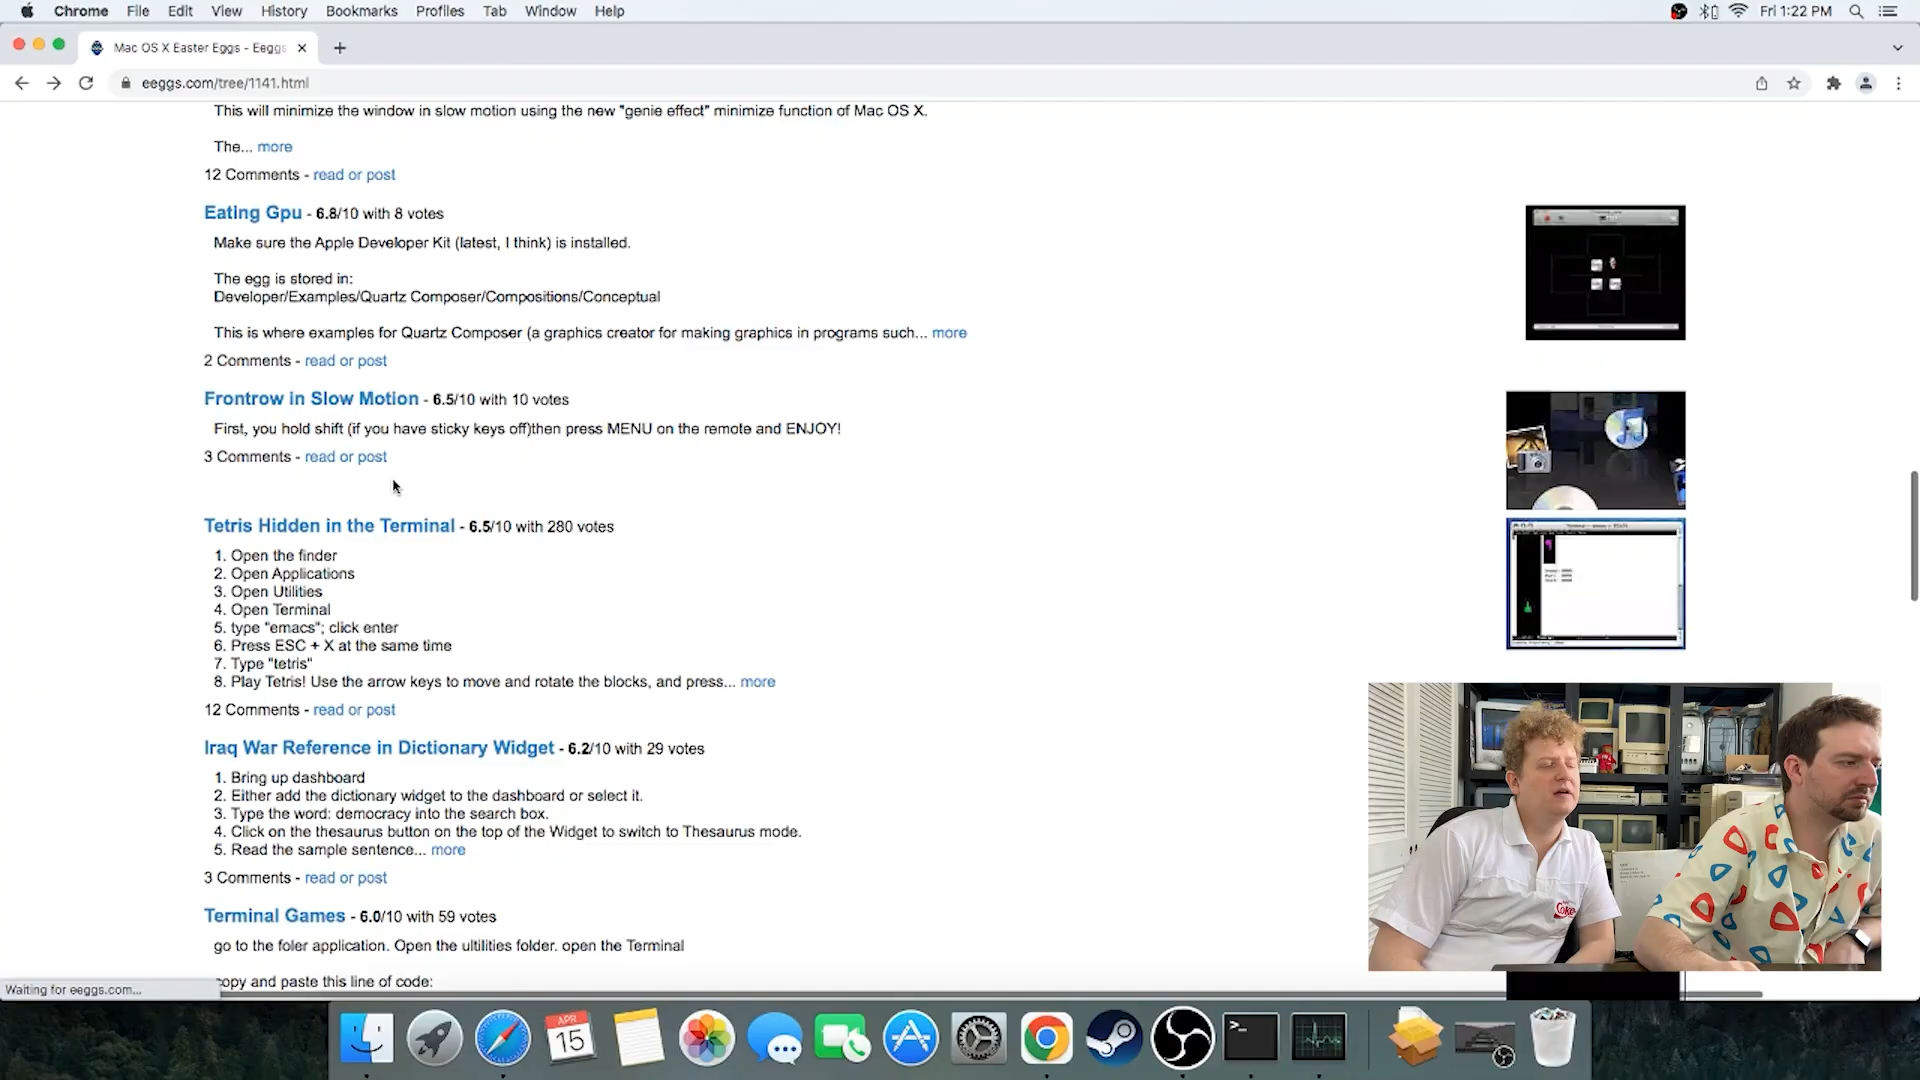 Chrome File Edit View History Bookmarks Profiles Tab Window Help Fri 1:22 PM
Mac OS X Easter Eggs - Eeggs
eeggs.com/tree/1141.html
This will minimize the window in slow motion using the new "genie effect" minimize function of Mac OS X.
The... more
12 Comments - read or post
Eating Gpu - 6.8/10 with 8 votes
Make sure the Apple Developer Kit (latest, I think) is installed.
The egg is stored in:
Developer/Examples/Quartz Composer/Compositions/Conceptual
This is where examples for Quartz Composer (a graphics creator for making graphics in programs such... more
2 Comments - read or post
Frontrow in Slow Motion - 6.5/10 with 10 votes
First, you hold shift (if you have sticky keys off)then press MENU on the remote and ENJOY!
3 Comments - read or post
Tetris Hidden in the Terminal - 6.5/10 with 280 votes
1. Open the finder
2. Open Applications
3. Open Utilities
4. Open Terminal
5. type "emacs"; click enter
6. Press ESC + X at the same time
7. Type "tetris"
8. Play Tetris! Use the arrow keys to move and rotate the blocks, and press... more
12 Comments - read or post
Iraq War Reference in Dictionary Widget - 6.2/10 with 29 votes
1. Bring up dashboard
2. Either add the dictionary widget to the dashboard or select it.
3. Type the word: democracy into the search box.
4. Click on the thesaurus button on the top of the Widget to switch to Thesaurus mode.
5. Read the sample sentence... more
3 Comments - read or post
Terminal Games - 6.0/10 with 59 votes
go to the foler application. Open the ultilities folder. open the Terminal
copy and paste this line of code:
Waiting for eeggs.com...
Coke
APR
15